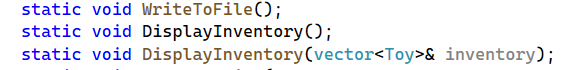 static void WriteToFile();
static void DisplayInventory();
static void DisplayInventory(vector<Toy>& inventory);